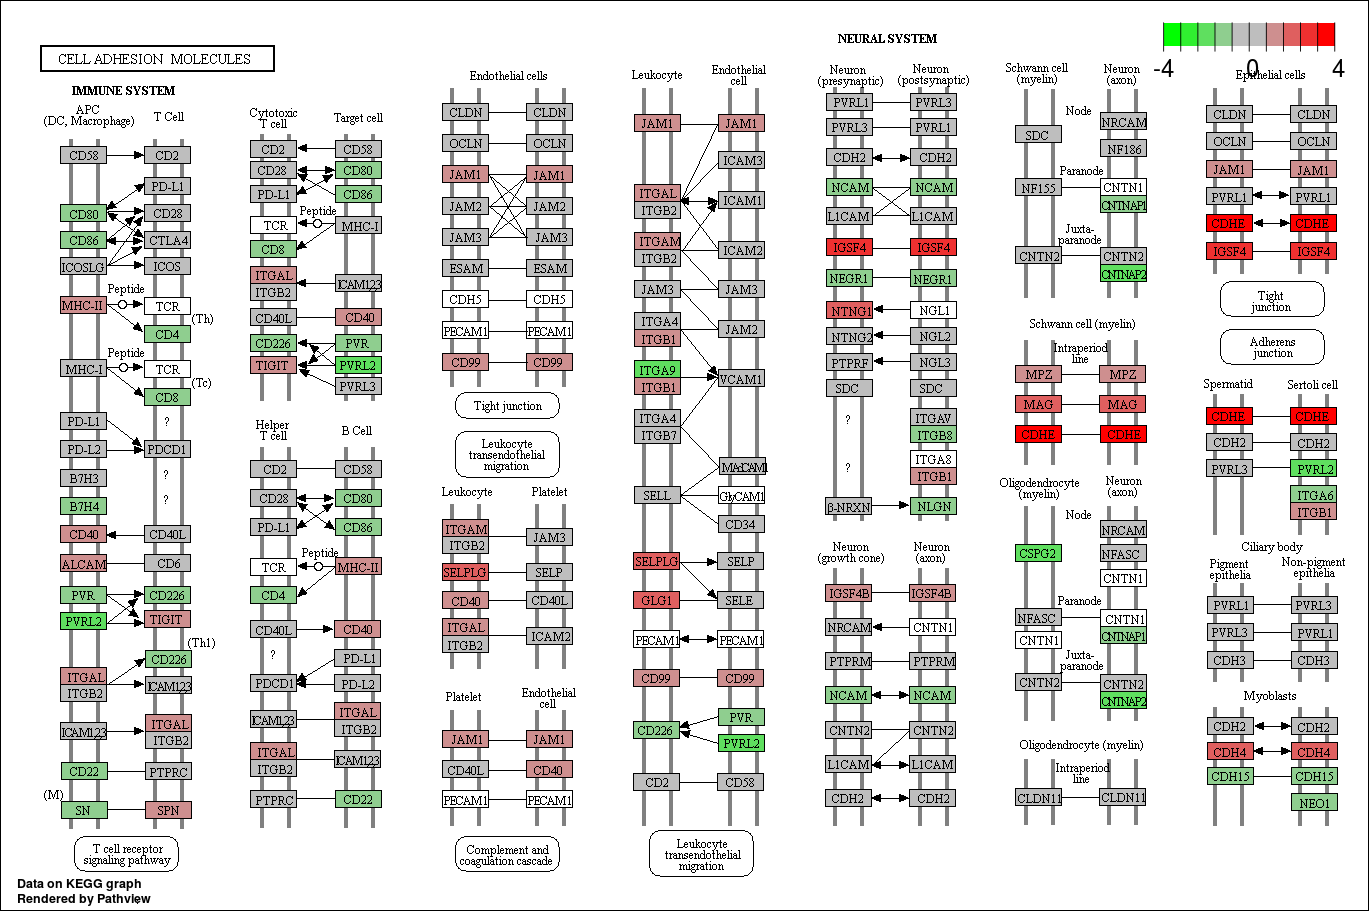 CELL ADHESION MOLECULES
-4
0
4
IMMUNE SYSTEM
APC
(DC, Macrophage)
T Cell
CD58
CD2
PD-L1
CD80
CD28
CD86
CTLA4
ICOSLG
ICOS
Peptide
MHC-II
TCR
(Th)
CD4
Peptide
MHC-I
TCR
(Tc)
CD8
PD-L1
?
PD-L2
PDCD1
B7H3
?
B7H4
?
CD40
CD40L
ALCAM
CD6
PVR
CD226
PVRL2
TIGIT
(Th1)
CD226
ITGAL
ITGB2
ICAM123
ICAM123
ITGAL
ITGB2
CD22
PTPRC
(M)
SN
SPN
T cell receptor
signaling pathway
Cytotoxic
T cell
Target cell
CD2
CD58
CD28
CD80
PD-L1
CD86
Peptide
TCR
MHC-I
CD8
ITGAL
ITGB2
ICAM123
CD40L
CD40
CD226
PVR
TIGIT
PVRL2
PVRL3
Helper
T cell
B Cell
CD2
CD58
CD28
CD80
PD-L1
CD86
Peptide
TCR
MHC-II
CD4
CD40L
CD40
?
PD-L1
PDCD1
PD-L2
ICAM123
ITGAL
ITGB2
ITGAL
ITGB2
ICAM123
PTPRC
CD22
Endothelial cells
CLDN
CLDN
OCLN
OCLN
JAM1
JAM1
JAM2
JAM2
JAM3
JAM3
ESAM
ESAM
CDH5
CDH5
PECAM1
PECAM1
CD99
CD99
Tight junction
Leukocyte
transendothelial
migration
Leukocyte
Platelet
ITGAM
ITGB2
JAM3
SELPLG
SELP
CD40
CD40L
ITGAL
ITGB2
ICAM2
Platelet
Endothelial
cell
JAM1
JAM1
CD40L
CD40
PECAM1
PECAM1
Complement and
coagulation cascade
Leukocyte
Endothelial
cell
JAM1
JAM1
ICAM3
ITGAL
ITGB2
ICAM1
ITGAM
ITGB2
ICAM2
JAM3
JAM3
ITGA4
ITGB1
JAM2
ITGA9
ITGB1
VCAM1
ITGA4
ITGB7
MAdCAM1
SELL
GlyCAM1
CD34
SELPLG
SELP
GLG1
SELE
PECAM1
PECAM1
CD99
CD99
CD226
PVR
PVRL2
CD2
CD58
Leukocyte
transendothelial
migration
NEURAL SYSTEM
Neuron
(presynaptic)
Neuron
(postsynaptic)
PVRL1
PVRL3
PVRL3
PVRL1
CDH2
CDH2
NCAM
NCAM
L1CAM
L1CAM
IGSF4
IGSF4
NEGR1
NEGR1
NTNG1
NGL1
NTNG2
NGL2
PTPRF
NGL3
SDC
SDC
?
ITGAV
ITGB8
?
ITGA8
ITGB1
β-NRXN
NLGN
Neuron
(growth cone)
Neuron
(axon)
IGSF4B
IGSF4B
NRCAM
CNTN1
PTPRM
PTPRM
NCAM
NCAM
CNTN2
CNTN2
L1CAM
L1CAM
CDH2
CDH2
Schwann cell
(myelin)
Neuron
(axon)
Node
NRCAM
SDC
NF186
Paranode
NF155
CNTN1
CNTNAP1
Juxta-
paranode
CNTN2
CNTN2
CNTNAP2
Schwann cell (myelin)
Intraperiod
line
MPZ
MPZ
MAG
MAG
CDHE
CDHE
Oligodendrocyte
(myelin)
Neuron
(axon)
Node
NRCAM
CSPG2
NFASC
CNTN1
Paranode
NFASC
CNTN1
CNTN1
CNTNAP1
Juxta-
paranode
CNTN2
CNTN2
CNTNAP2
Oligodendrocyte (myelin)
Intraperiod
line
CLDN11
CLDN11
Epithelial cells
CLDN
CLDN
OCLN
OCLN
JAM1
JAM1
PVRL1
PVRL1
CDHE
CDHE
IGSF4
IGSF4
Tight
junction
Adherens
junction
Spermatid
Sertoli cell
CDHE
CDHE
CDH2
CDH2
PVRL3
PVRL2
ITGA6
ITGB1
Ciliary body
Pigment
epithelia
Non-pigment
epithelia
PVRL1
PVRL3
PVRL3
PVRL1
CDH3
CDH3
Myoblasts
CDH2
CDH2
CDH4
CDH4
CDH15
CDH15
NEO1
Data on KEGG graph
Rendered by Pathview